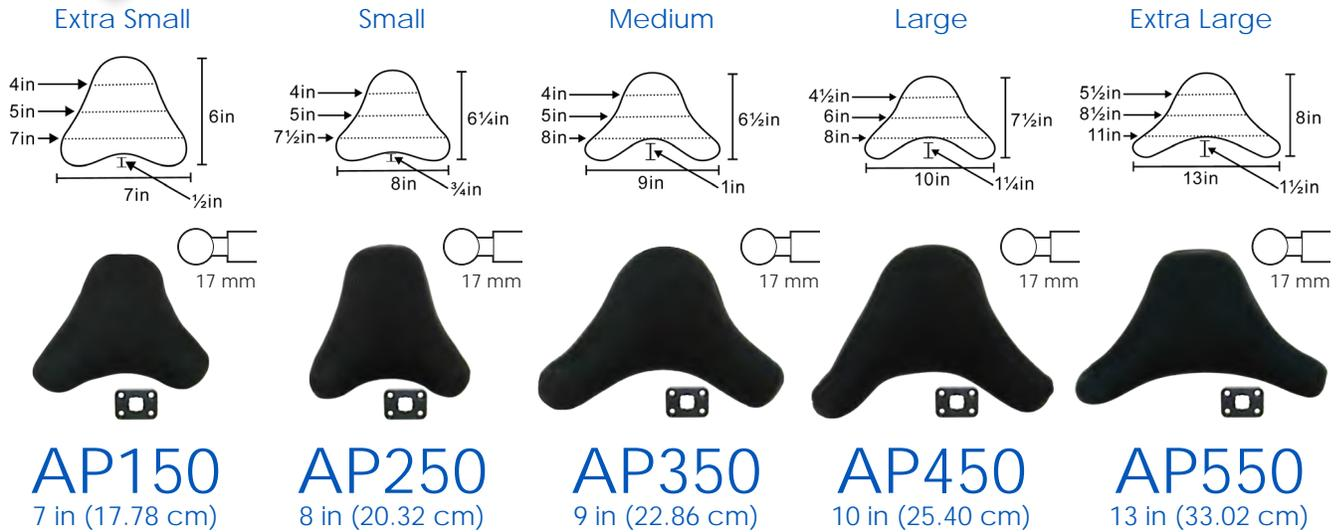 Extra Small
4in
5in
7in
6in
7in
½in
17 mm
AP150
7 in (17.78 cm)
Small
4in
5in
7½in
6¼in
8in
¾in
17 mm
AP250
8 in (20.32 cm)
Medium
4in
5in
8in
6½in
9in
1in
17 mm
AP350
9 in (22.86 cm)
Large
4½in
6in
8in
7½in
10in
1¼in
17 mm
AP450
10 in (25.40 cm)
Extra Large
5½in
8½in
11in
8in
13in
1½in
17 mm
AP550
13 in (33.02 cm)